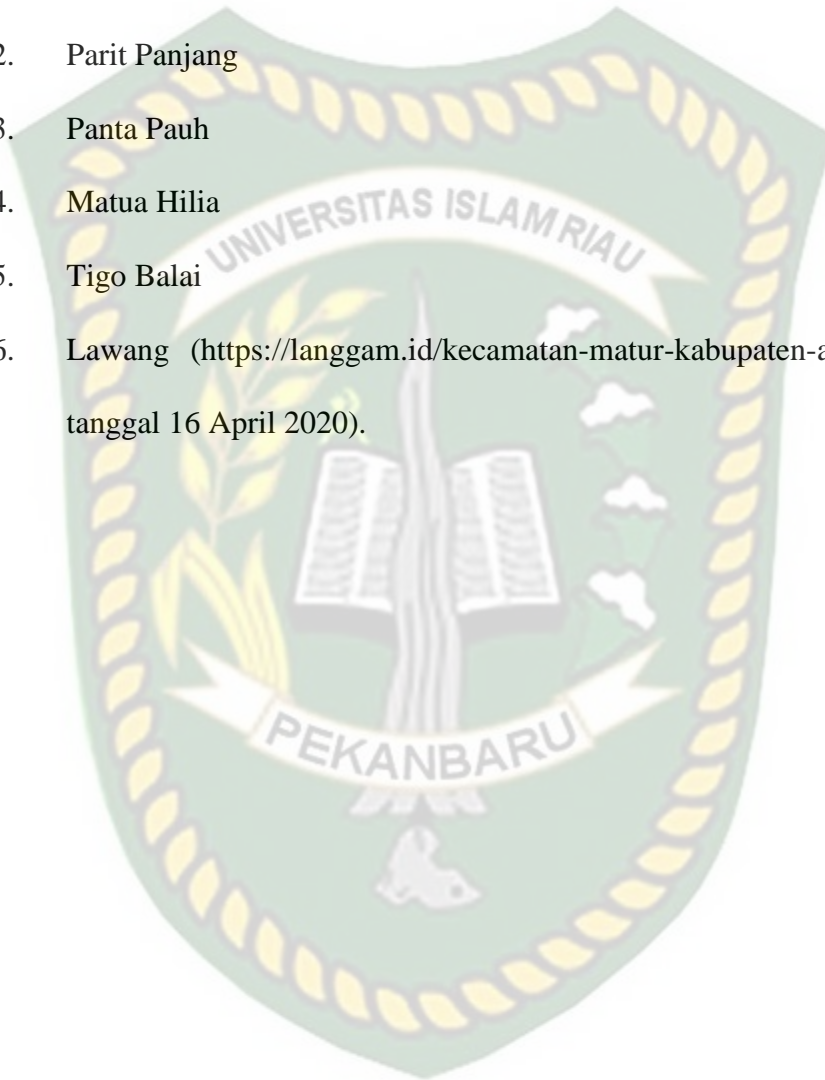 2. Parit Panjang
3. Panta Pauh
4. Matua Hilia
5. Tigo Balai
6. Lawang (https://langgam.id/kecamatan-matur-kabupaten-a
tanggal 16 April 2020).
UNIVERSITAS ISLAM RIAU
PEKANBARU